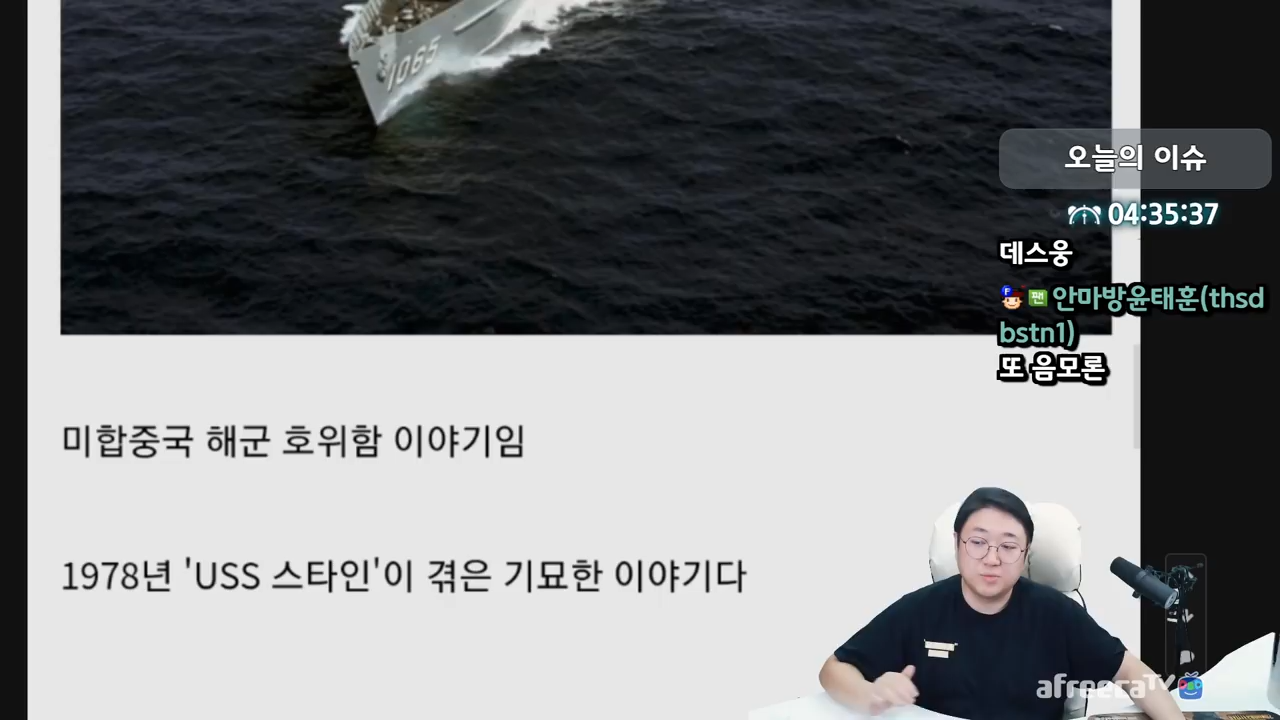 1065
오늘의 이슈
04:35:37
데스웅
F 팬 안마방윤태훈(thsd
bstn1)
또 음모론
미합중국 해군 호위함 이야기임
1978년 'USS 스타인'이 겪은 기묘한 이야기다
afreecaTV